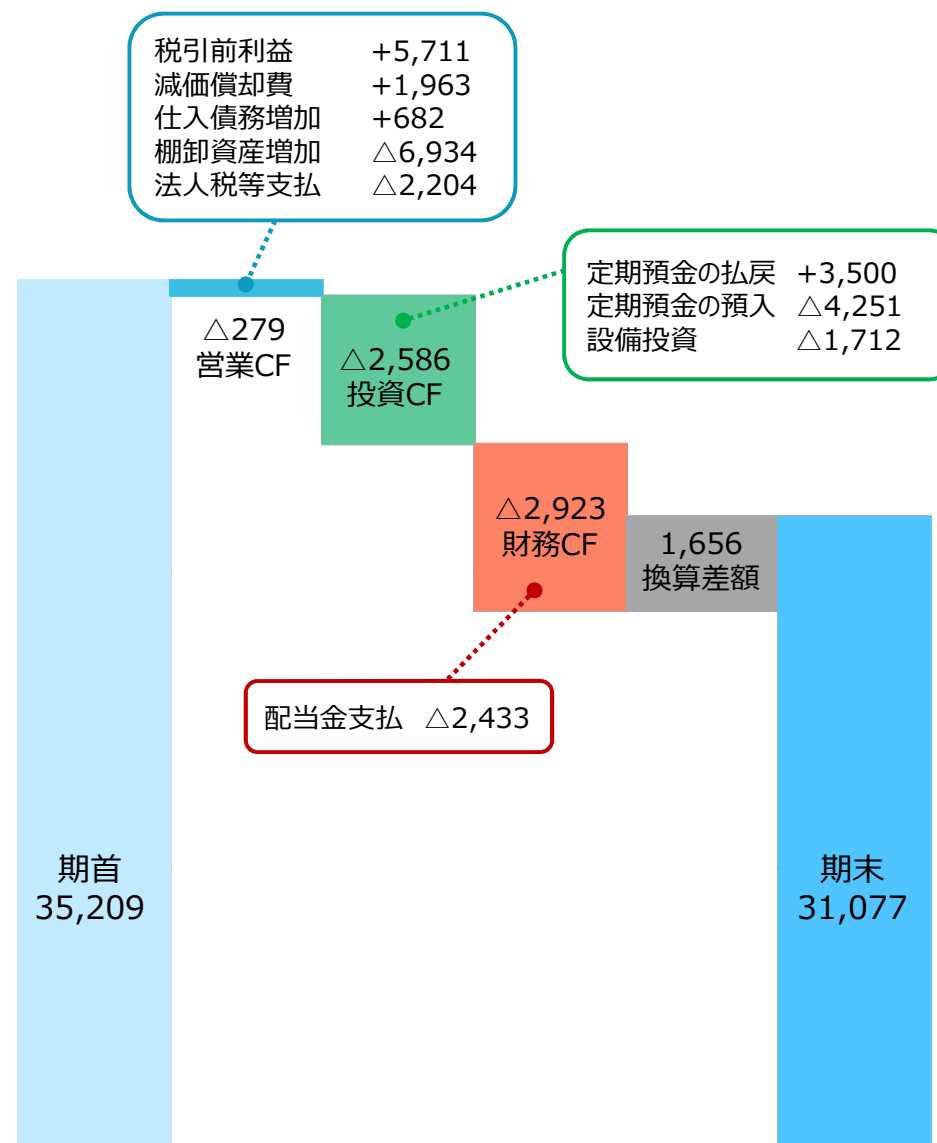 税引前利益 +5,711
減価償却費 +1,963
仕入債務増加 +682
棚卸資産増加 △6,934
法人税等支払 △2,204
定期預金の払戻 +3,500
定期預金の預入 △4,251
設備投資 △1,712
△279
営業CF
△2,586
投資CF
△2,923
財務CF
1,656
換算差額
配当金支払 △2,433
期首
35,209
期末
31,077